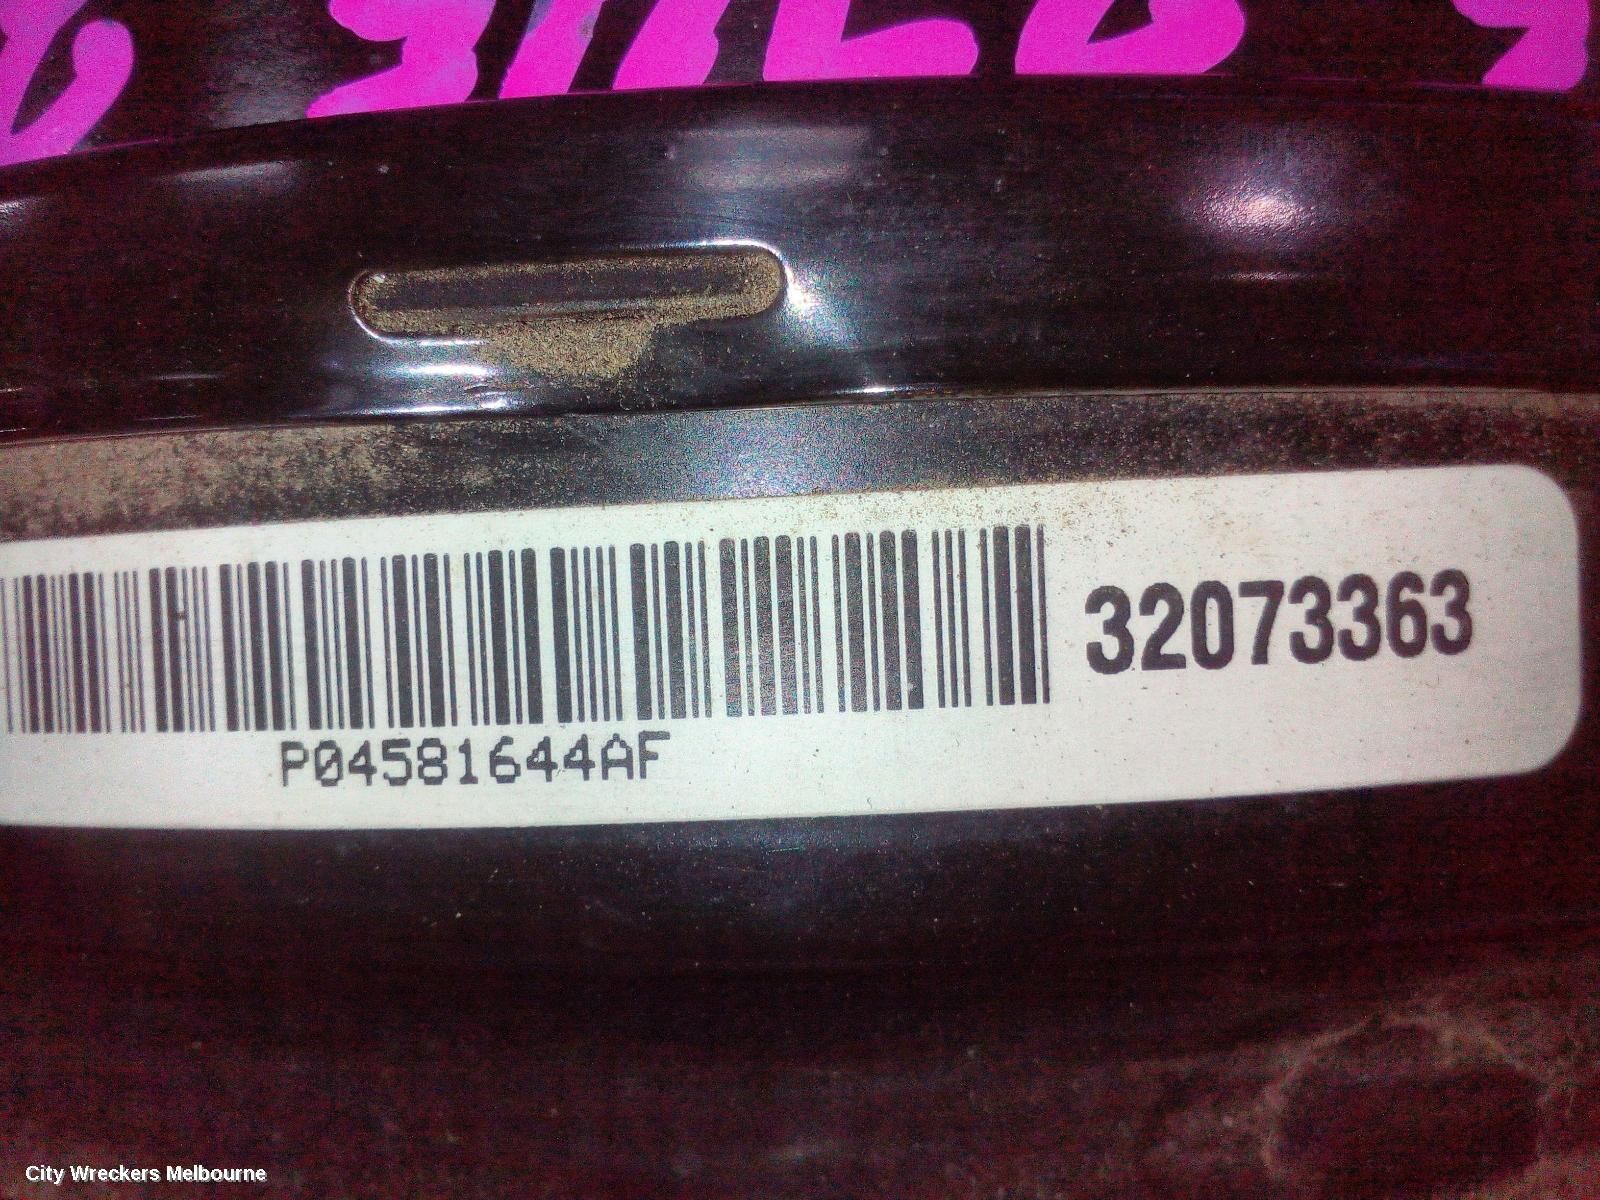 32073363
P04581644AF
City Wreckers Melbourne